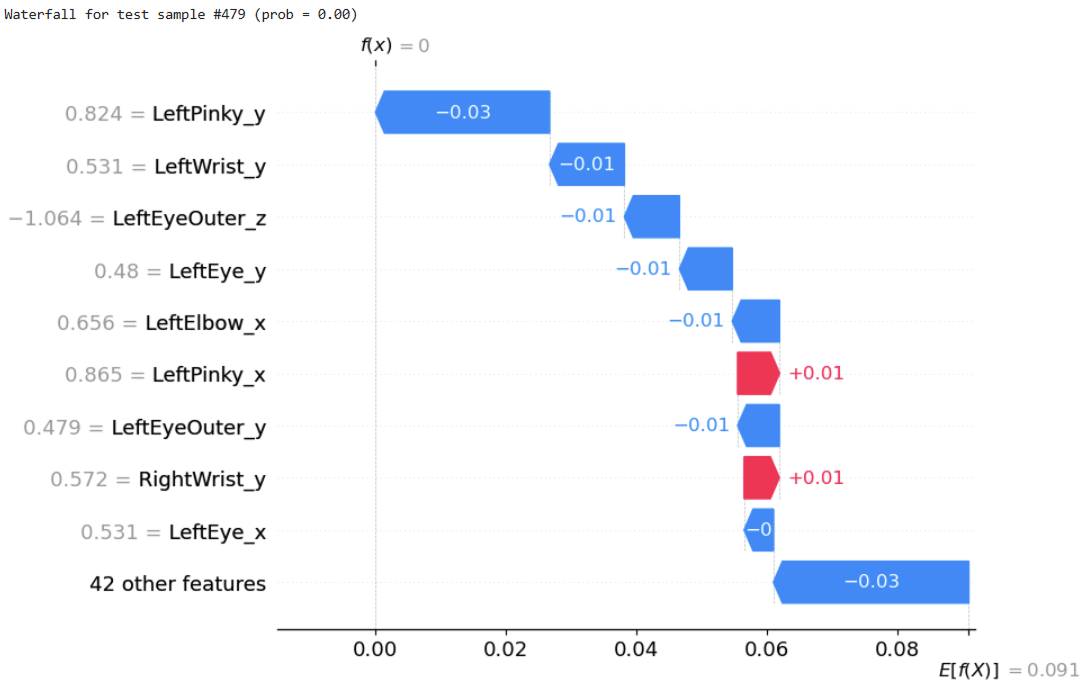 Waterfall for test sample #479 (prob = 0.00)
f(x) = 0
0.824 = LeftPinky_y
−0.03
0.531 = LeftWrist_y
−0.01
−1.064 = LeftEyeOuter_z
−0.01
0.48 = LeftEye_y
−0.01
0.656 = LeftElbow_x
−0.01
0.865 = LeftPinky_x
+0.01
0.479 = LeftEyeOuter_y
−0.01
0.572 = RightWrist_y
+0.01
0.531 = LeftEye_x
−0
42 other features
−0.03
0.00 0.02 0.04 0.06 0.08
E[f(X)] = 0.091